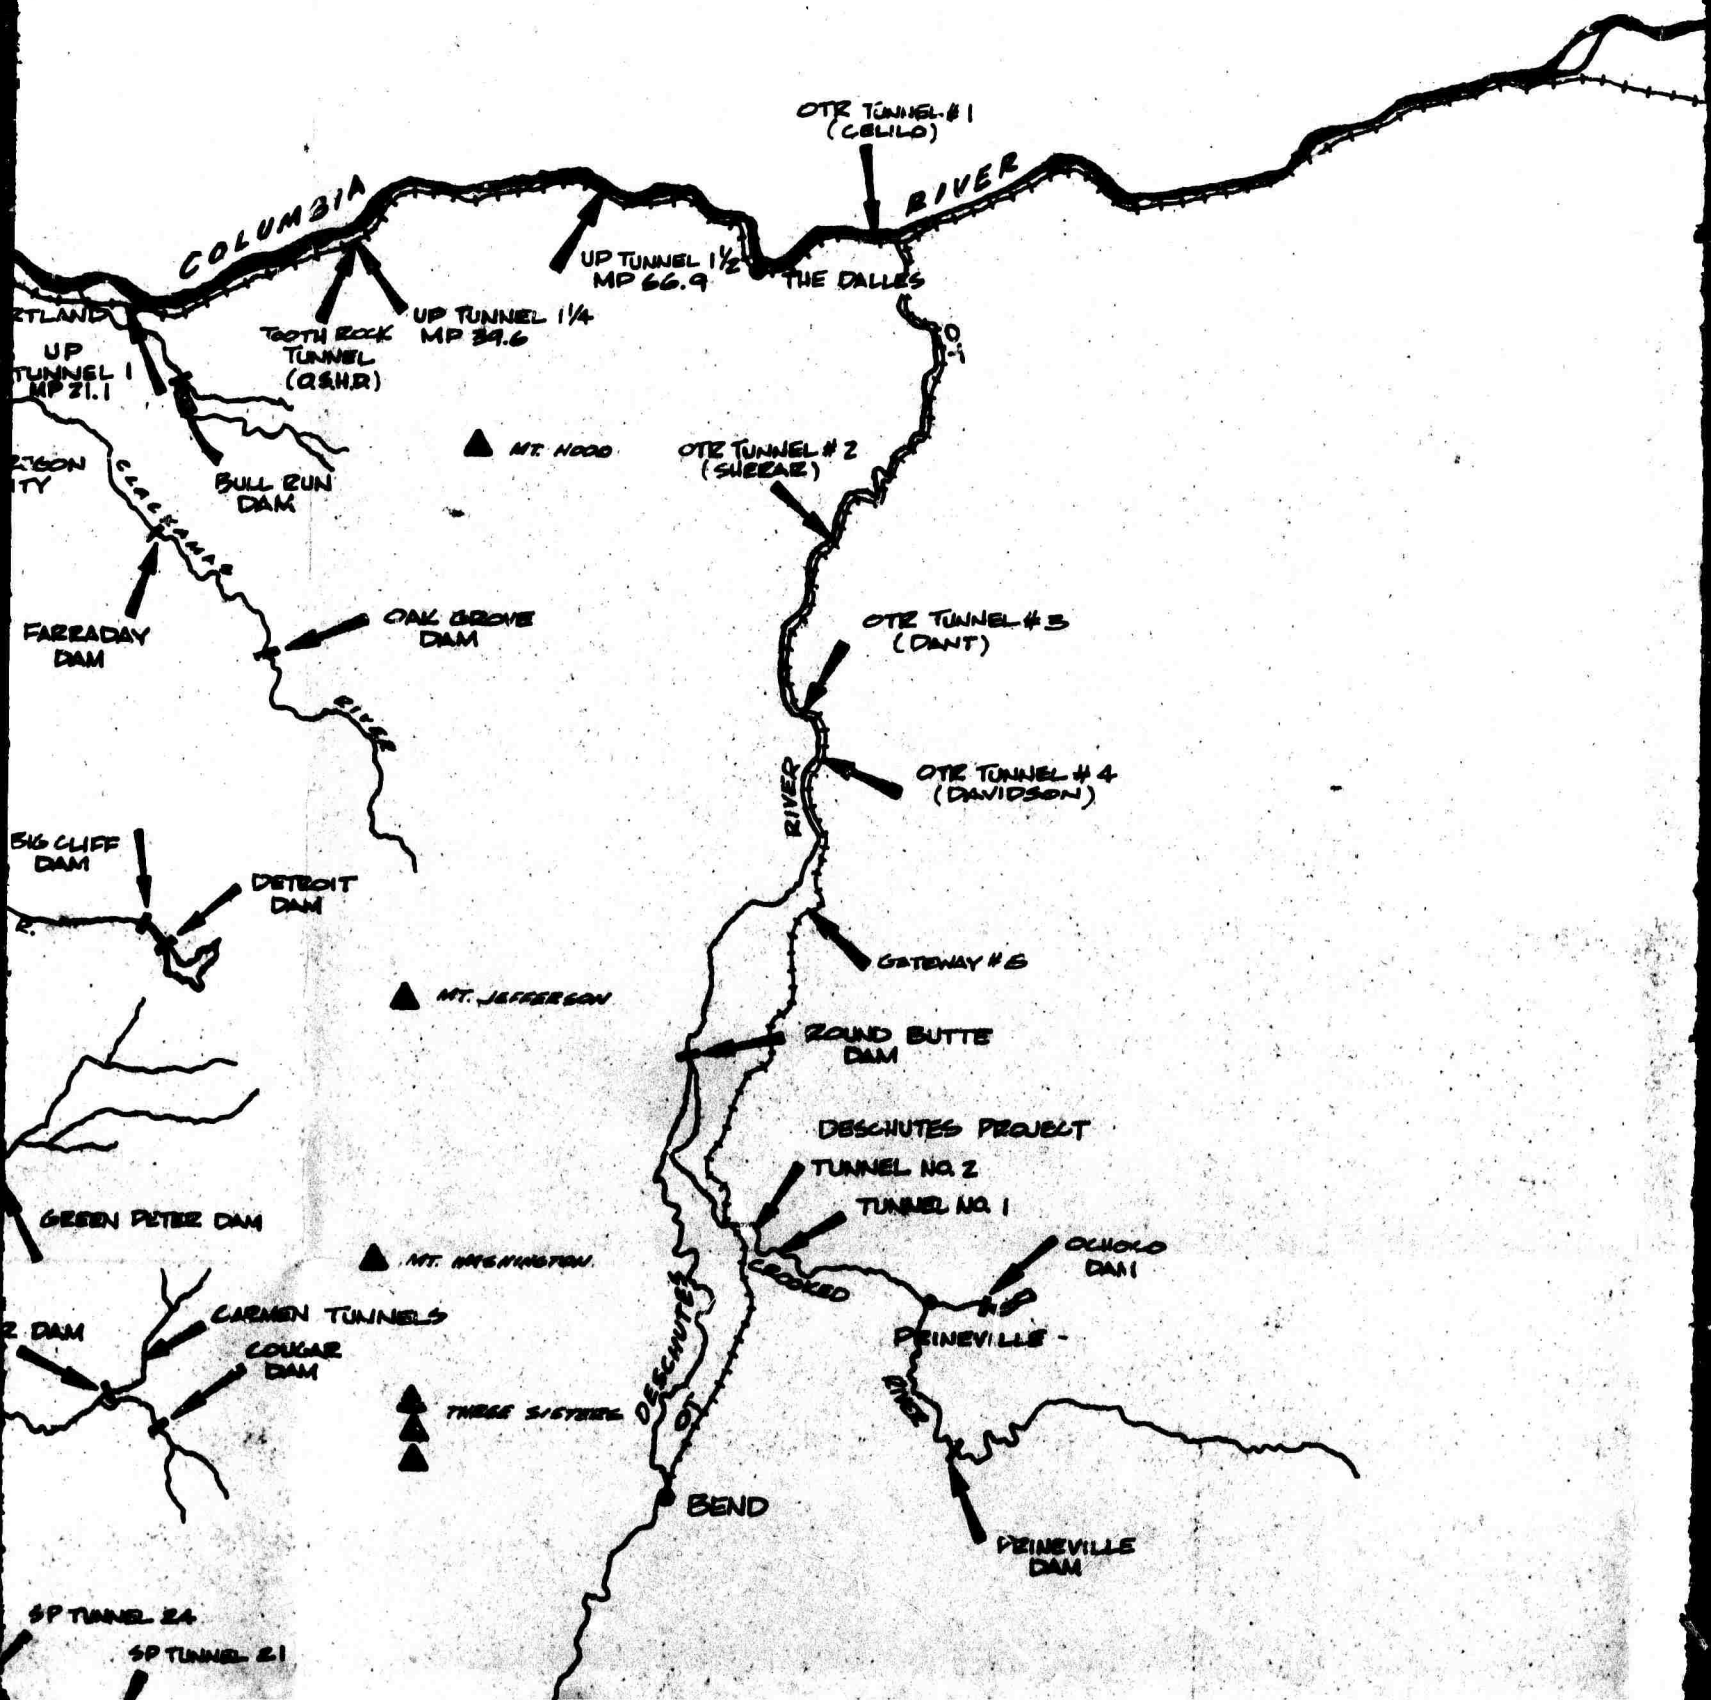 OTR TUNNEL #1
(CELILO)
COLUMBIA
RIVER
UP TUNNEL 1½
MP 66.9
THE DALLES
UP TUNNEL 1¼
MP 39.6
TOOTH ROCK
TUNNEL
(O.S.H.D.)
RTLAND
UP
TUNNEL 1
MP 21.1
O.T.
MT. HOOD
OTR TUNNEL #2
(SHERAR)
EGON
ITY
BULL RUN
DAM
CLACKAMAS
FARRADAY
DAM
OAK GROVE
DAM
OTR TUNNEL #3
(DANT)
RIVER
RIVER
OTR TUNNEL #4
(DAVIDSON)
BIG CLIFF
DAM
DETROIT
DAM
R.
GATEWAY #5
MT. JEFFERSON
ROUND BUTTE
DAM
DESCHUTES PROJECT
TUNNEL NO. 2
TUNNEL NO. 1
GREEN PETER DAM
MT. WASHINGTON
OCHOCO
DAM
CROOKED
DESCHUTES
CARMEN TUNNELS
R DAM
COUGAR
DAM
PRINEVILLE
RIVER
THREE SISTERS
OT
BEND
PRINEVILLE
DAM
SP TUNNEL 24
SP TUNNEL 21